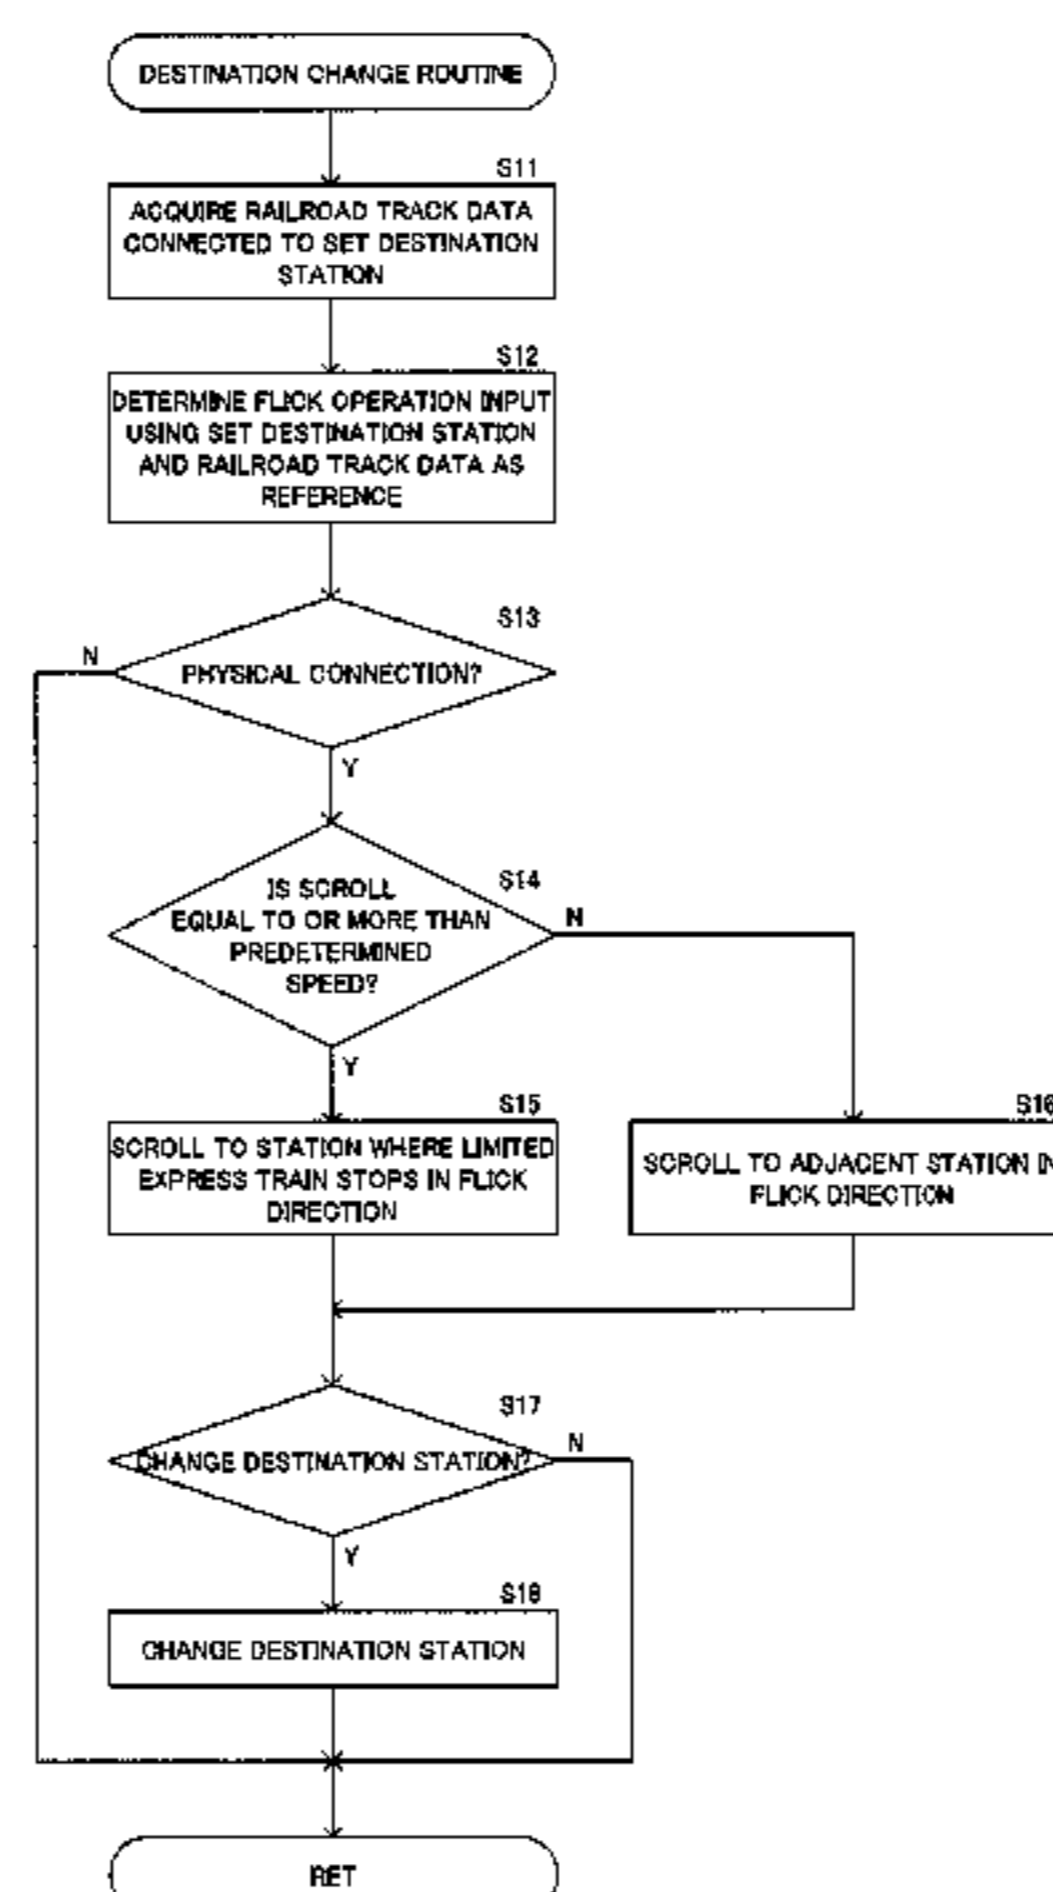 DESTINATION CHANGE ROUTINE
S11
ACQUIRE RAILROAD TRACK DATA
CONNECTED TO SET DESTINATION
STATION
S12
DETERMINE FLICK OPERATION INPUT
USING SET DESTINATION STATION
AND RAILROAD TRACK DATA AS
REFERENCE
S13
N
PHYSICAL CONNECTION?
Y
S14
IS SCROLL
EQUAL TO OR MORE THAN
PREDETERMINED
SPEED?
N
Y
S15
SCROLL TO STATION WHERE LIMITED
EXPRESS TRAIN STOPS IN FLICK
DIRECTION
S16
SCROLL TO ADJACENT STATION IN
FLICK DIRECTION
S17
CHANGE DESTINATION STATION?
N
Y
S18
CHANGE DESTINATION STATION
RET